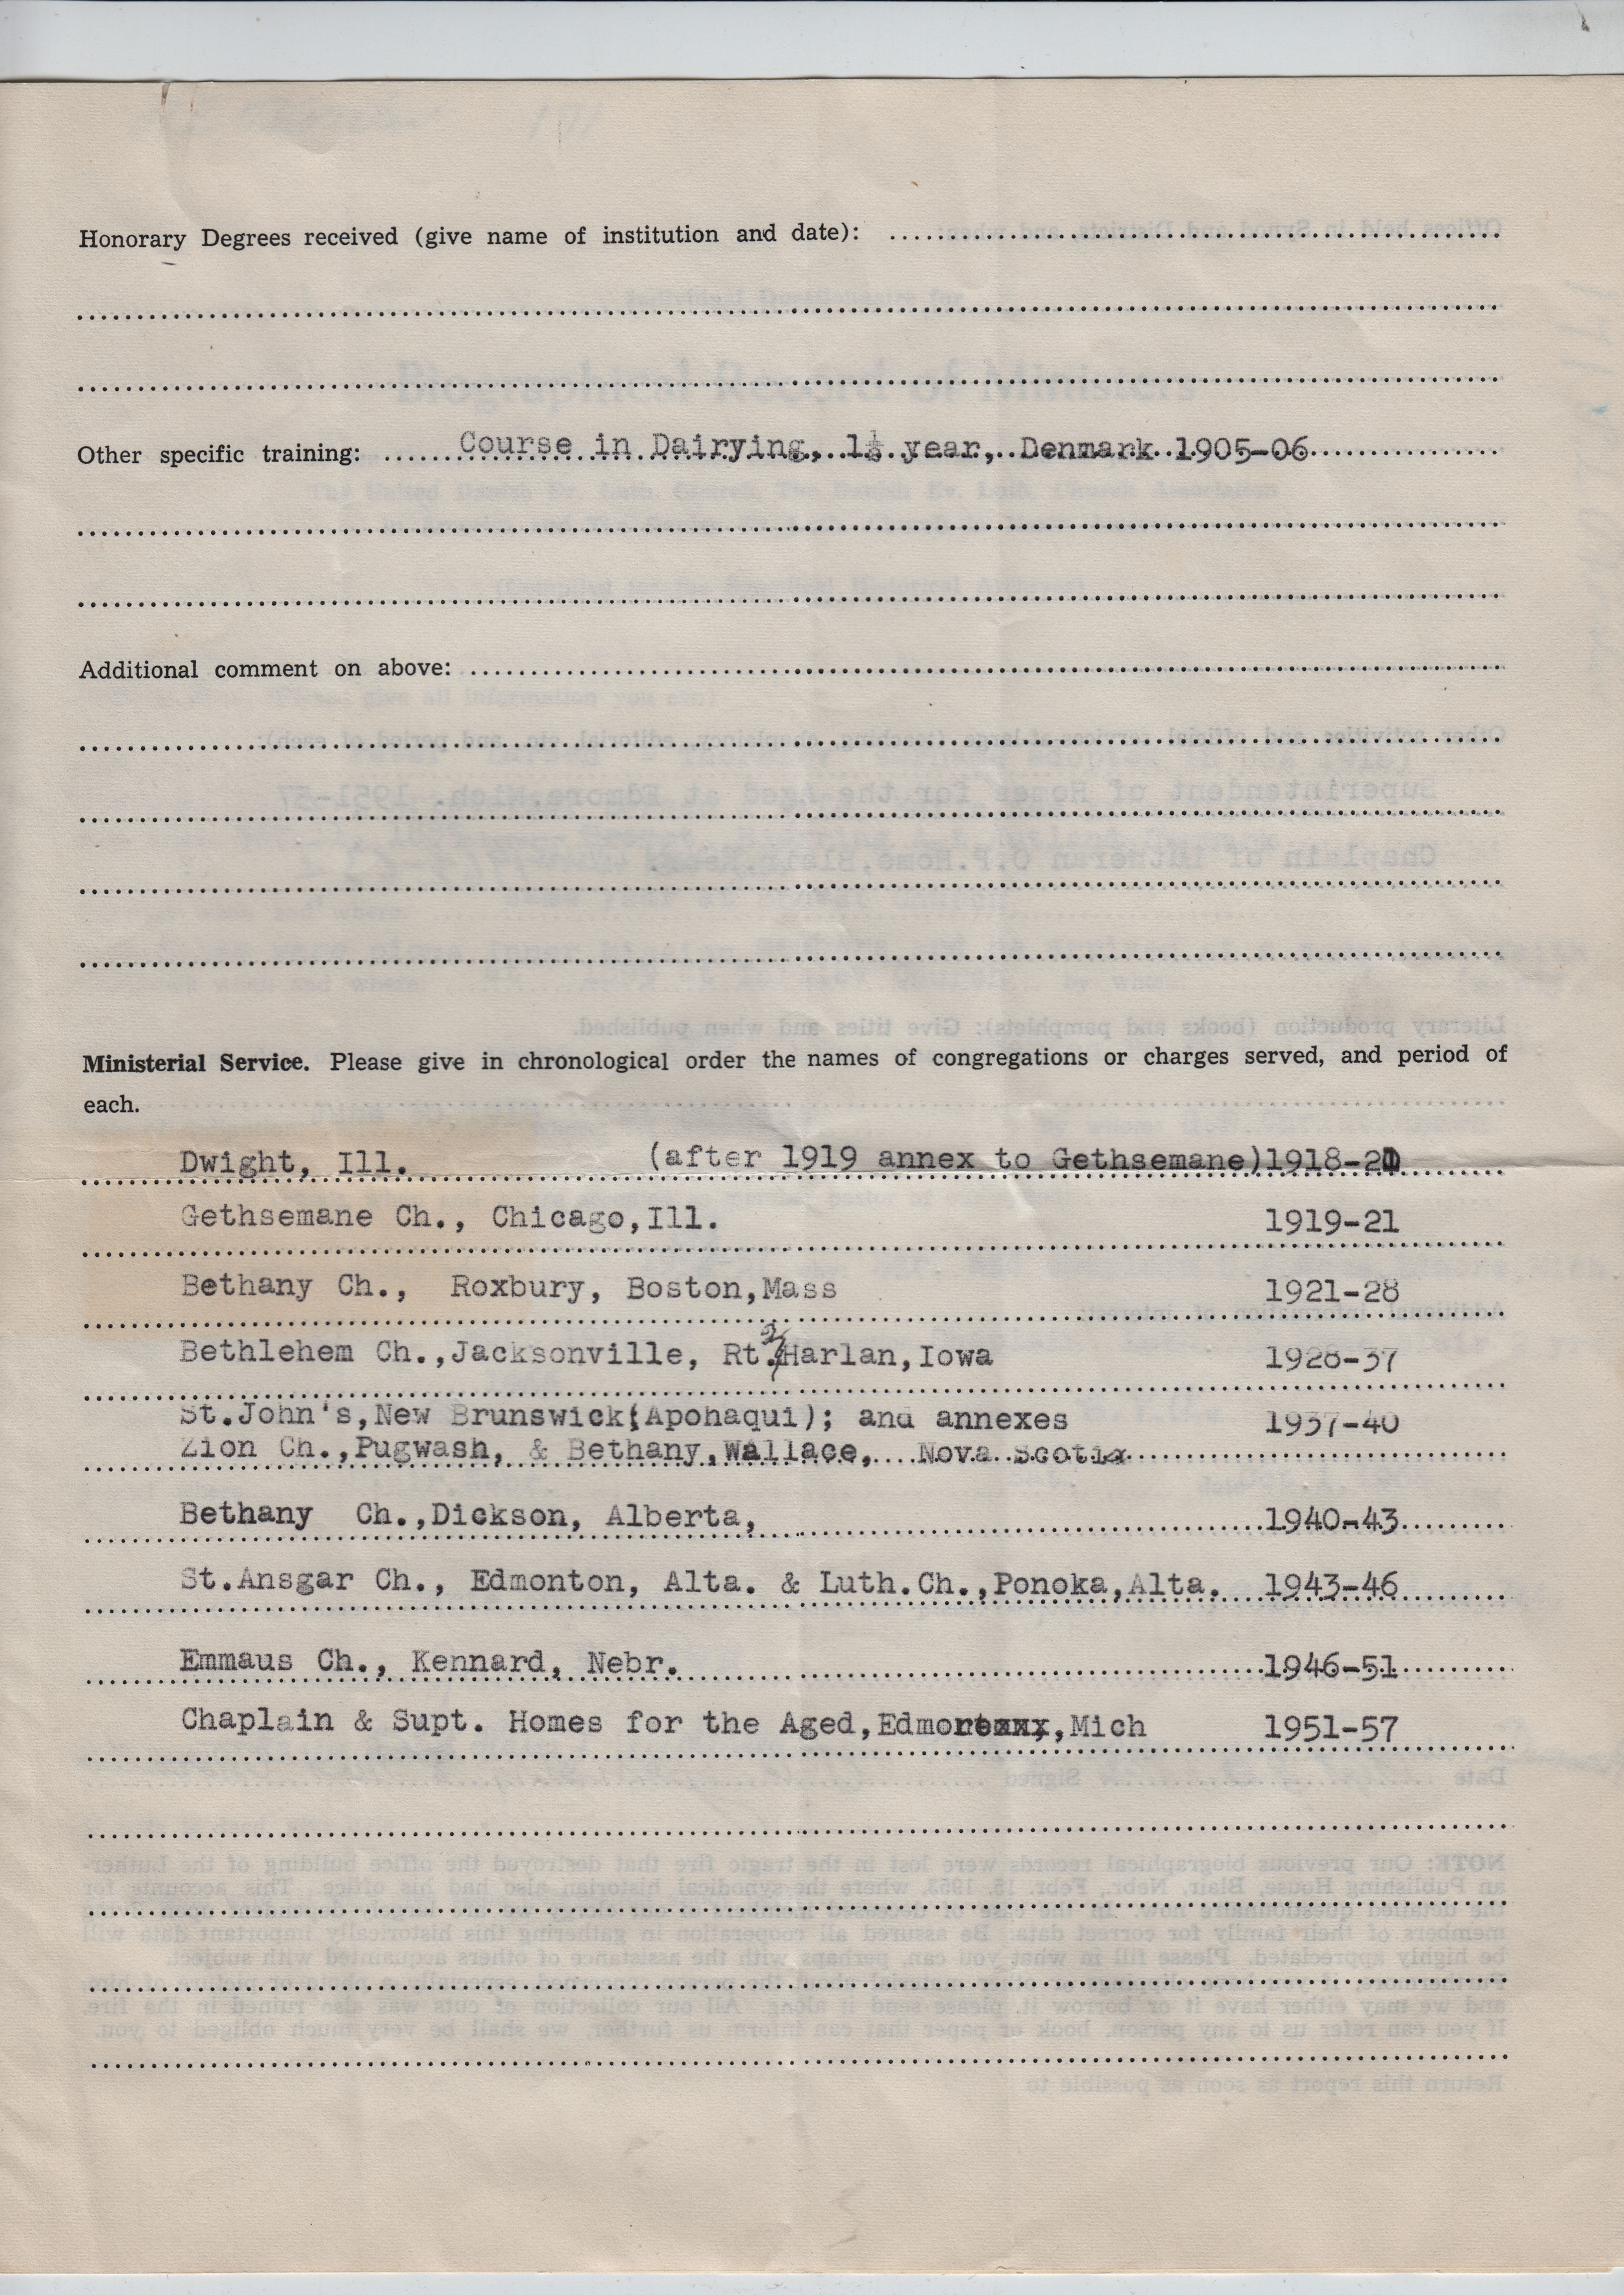 Honorary Degrees received (give name of institution and date):
Other specific training: Course in Dairying, 1½ year, Denmark 1905-06
Additional comment on above:
Ministerial Service. Please give in chronological order the names of congregations or charges served, and period of
each.
Dwight, Ill. (after 1919 annex to Gethsemane)1918-21
Gethsemane Ch., Chicago,Ill. 1919-21
Bethany Ch., Roxbury, Boston,Mass 1921-28
Bethlehem Ch.,Jacksonville, Rt.2/Harlan,Iowa 1928-37
St.John's,New Brunswick(Apohaqui); and annexes 1937-40
Zion Ch.,Pugwash, & Bethany,Wallace, Nova Scotia
Bethany Ch.,Dickson, Alberta, 1940-43
St.Ansgar Ch., Edmonton, Alta. & Luth.Ch.,Ponoka,Alta. 1943-46
Emmaus Ch., Kennard, Nebr. 1946-51
Chaplain & Supt. Homes for the Aged,Edmore,Mich 1951-57